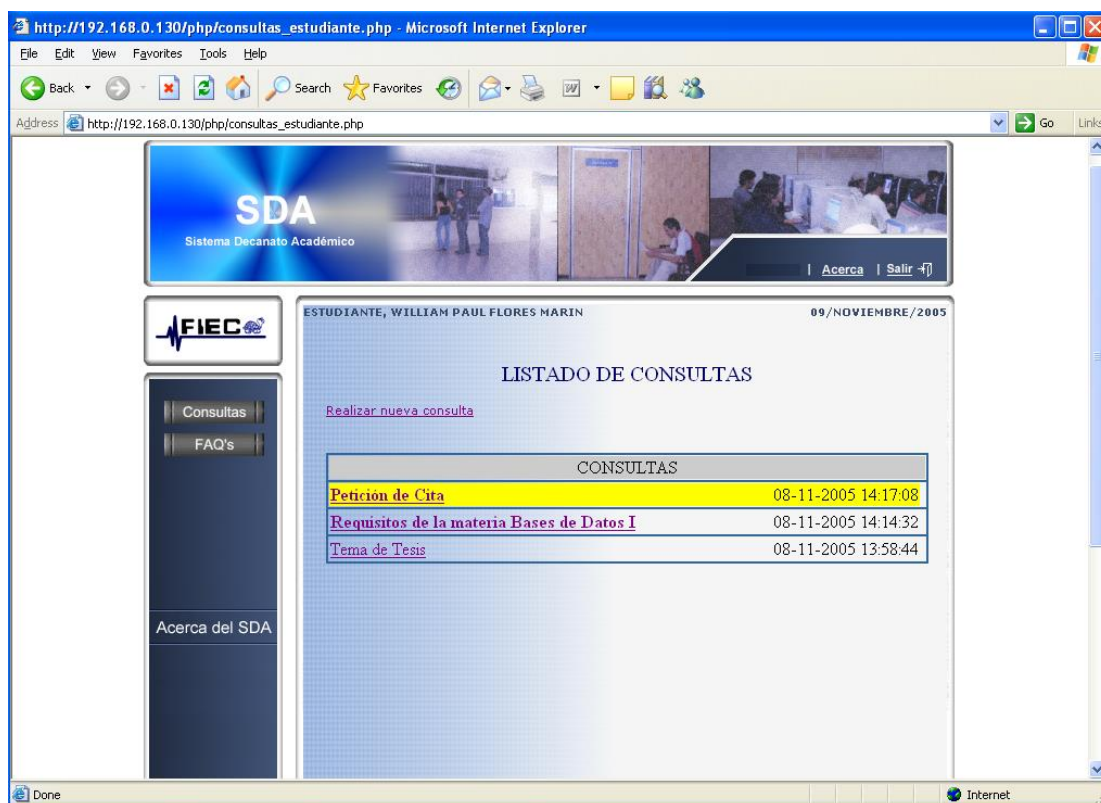 http://192.168.0.130/php/consultas_estudiante.php - Microsoft Internet Explorer
File Edit View Favorites Tools Help
Back Search Favorites
Address http://192.168.0.130/php/consultas_estudiante.php Go Links
SDA
Sistema Decanato Académico
| Acerca | Salir
FIEC
ESTUDIANTE, WILLIAM PAUL FLORES MARIN 09/NOVIEMBRE/2005
LISTADO DE CONSULTAS
Consultas
Realizar nueva consulta
FAQ's
CONSULTAS
Petición de Cita 08-11-2005 14:17:08
Requisitos de la materia Bases de Datos I 08-11-2005 14:14:32
Tema de Tesis 08-11-2005 13:58:44
Acerca del SDA
Done Internet